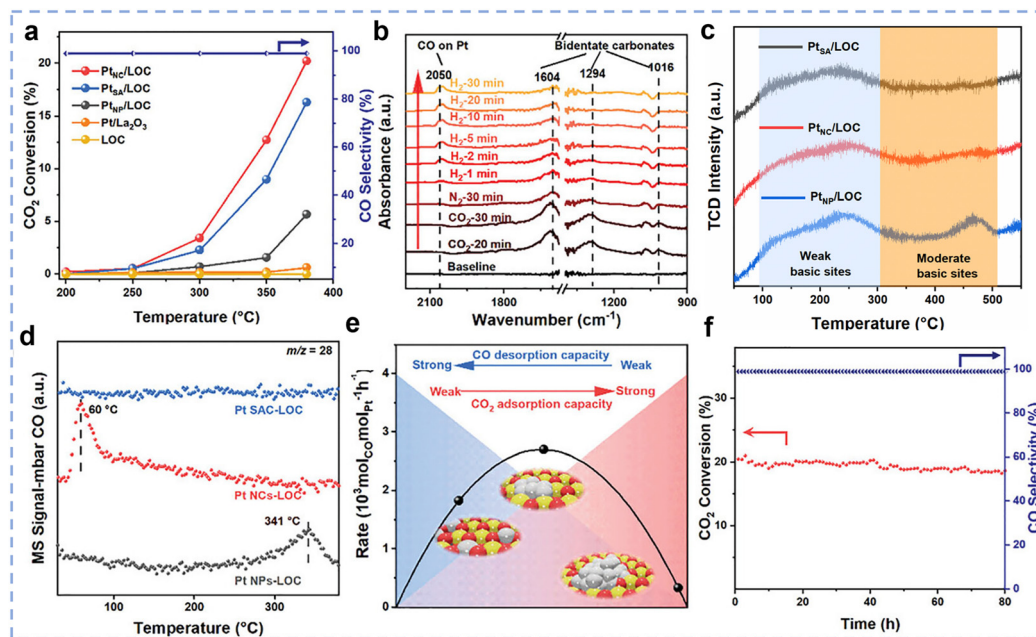 a
CO2 Conversion (%)
20
15
10
5
0
200 250 300 350 400
Temperature (°C)
PtNC/LOC
PtSA/LOC
PtNP/LOC
Pt/La2O3
LOC
100
80
60
40
20
CO Selectivity (%)
b
CO on Pt
Bidentate carbonates
2050
1604
1294
1016
H2-30 min
H2-20 min
H2-10 min
H2-5 min
H2-2 min
H2-1 min
N2-30 min
CO2-30 min
CO2-20 min
Baseline
Absorbance (a.u.)
2100 1800 1200 900
Wavenumber (cm-1)
c
PtSA/LOC
PtNC/LOC
PtNP/LOC
Weak
basic sites
Moderate
basic sites
TCD Intensity (a.u.)
100 200 300 400 500
Temperature (°C)
d
m/z = 28
60 °C
Pt SAC-LOC
Pt NCs-LOC
341 °C
Pt NPs-LOC
MS Signal-mbar CO (a.u.)
100 200 300
Temperature (°C)
e
CO desorption capacity
Strong Weak
Weak Strong
CO2 adsorption capacity
Rate (10³molCOmolPt-1h-1)
4
3
2
1
0
f
CO2 Conversion (%)
30
20
10
0 20 40 60 80
Time (h)
100
80
60
40
20
0
CO Selectivity (%)